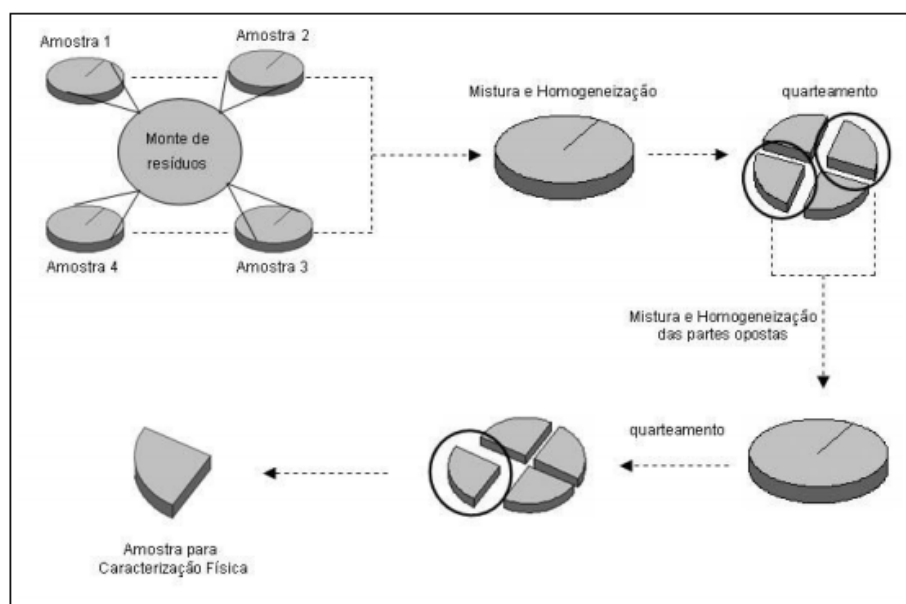 Amostra 1
Amostra 2
Monte de
resíduos
Amostra 4
Amostra 3
Mistura e Homogeneização
quarteamento
Mistura e Homogeneização
das partes opostas
quarteamento
Amostra para
Caracterização Física